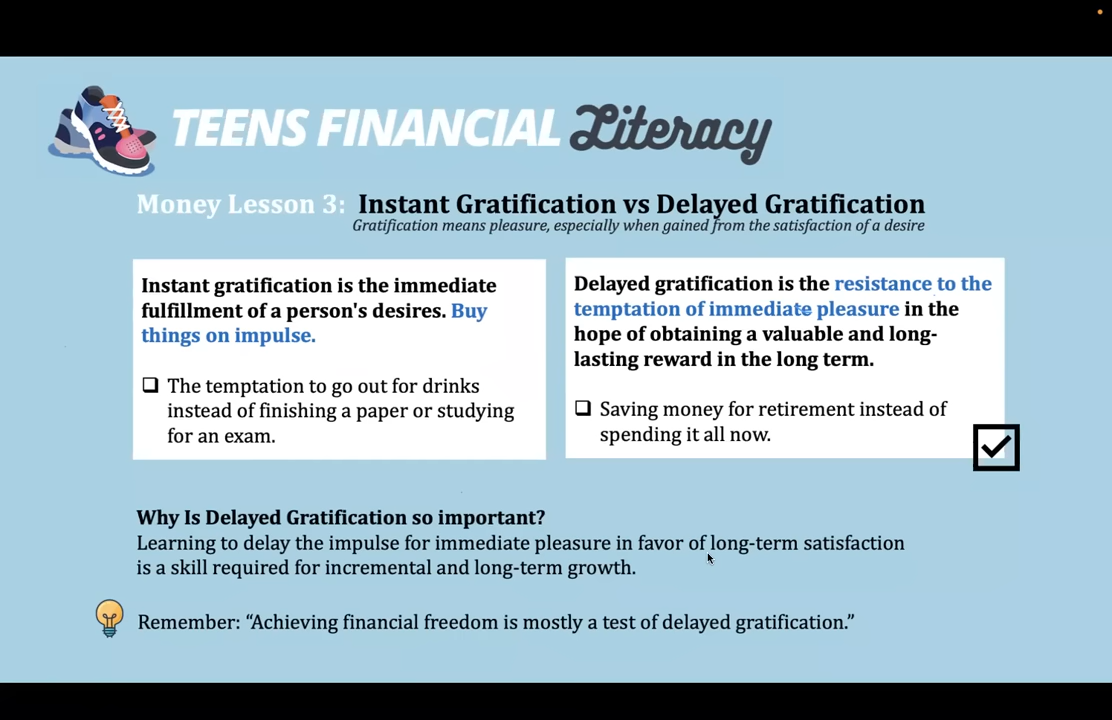 TEENS FINANCIAL Literacy
Money Lesson 3: Instant Gratification vs Delayed Gratification
Gratification means pleasure, especially when gained from the satisfaction of a desire
Instant gratification is the immediate
fulfillment of a person's desires. Buy
things on impulse.
The temptation to go out for drinks
instead of finishing a paper or studying
for an exam.
Delayed gratification is the resistance to the
temptation of immediate pleasure in the
hope of obtaining a valuable and long-
lasting reward in the long term.
Saving money for retirement instead of
spending it all now.
Why Is Delayed Gratification so important?
Learning to delay the impulse for immediate pleasure in favor of long-term satisfaction
is a skill required for incremental and long-term growth.
Remember: “Achieving financial freedom is mostly a test of delayed gratification.”